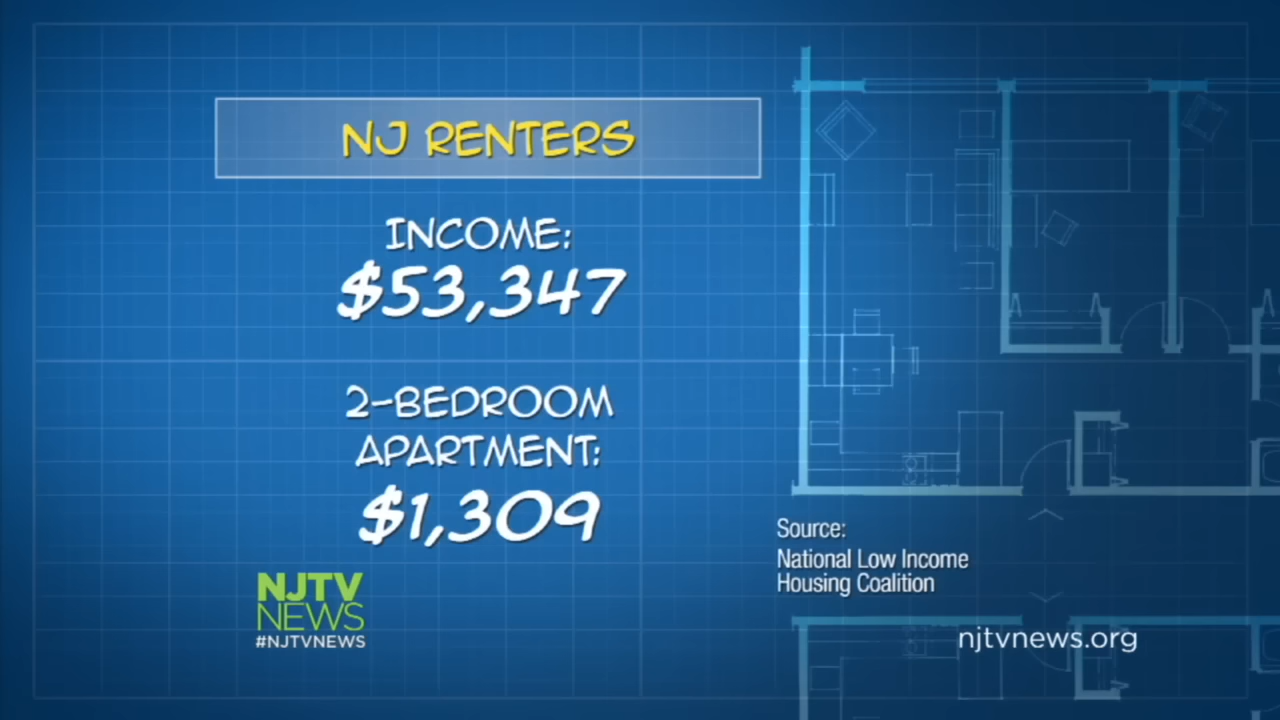 NJ RENTERS
INCOME:
$53,347
2-BEDROOM
APARTMENT:
$1,309
Source:
National Low Income
Housing Coalition
NJTV
NEWS
#NJTVNEWS
njtvnews.org